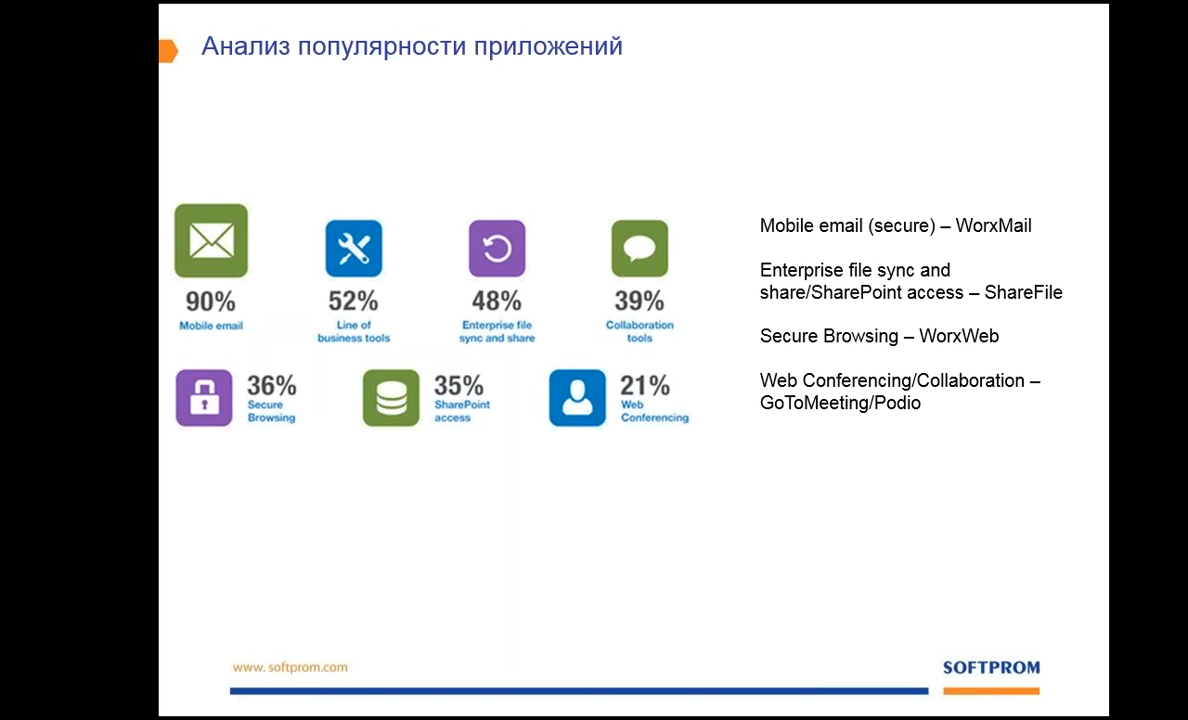 Анализ популярности приложений
90%
Mobile email
52%
Line of
business tools
48%
Enterprise file
sync and share
39%
Collaboration
tools
36%
Secure
Browsing
35%
SharePoint
access
21%
Web
Conferencing
Mobile email (secure) – WorxMail
Enterprise file sync and
share/SharePoint access – ShareFile
Secure Browsing – WorxWeb
Web Conferencing/Collaboration –
GoToMeeting/Podio
www. softprom.com
SOFTPROM